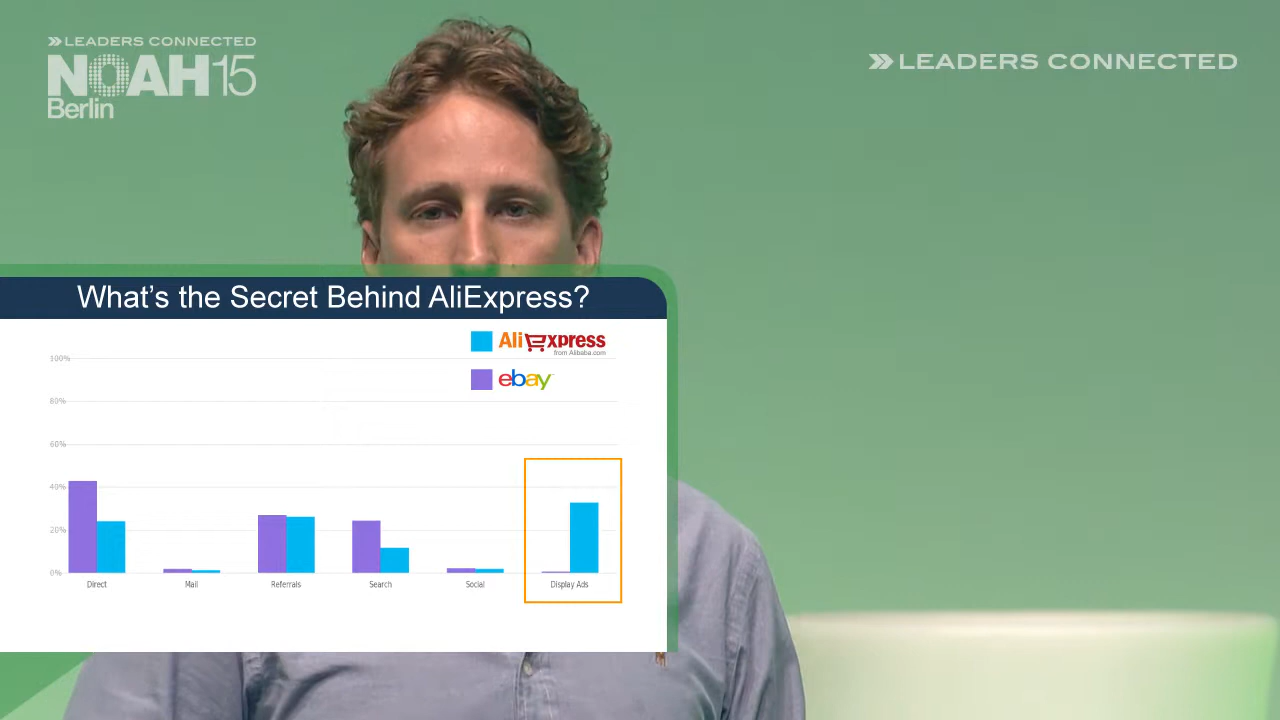 LEADERS CONNECTED
NOAH15
Berlin
LEADERS CONNECTED
What's the Secret Behind AliExpress?
AliExpress
from Alibaba.com
ebay
100%
80%
60%
40%
20%
0%
Direct
Mail
Referrals
Search
Social
Display Ads